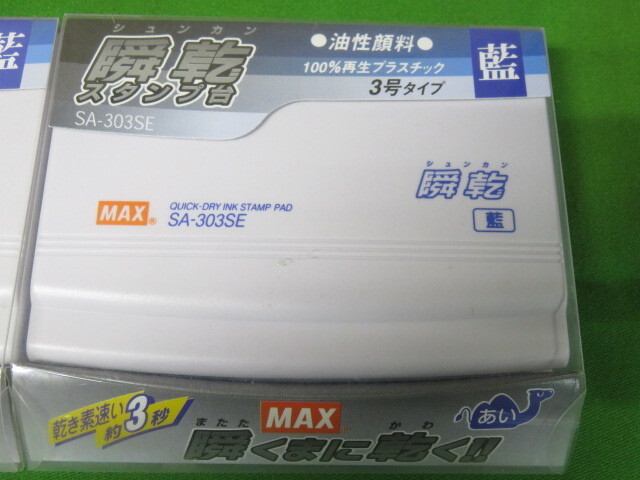 シュンカン
瞬乾
スタンプ台
SA-303SE
●油性顔料●
100%再生プラスチック
3号タイプ
藍
藍
シュンカン
瞬乾
藍
MAX®
QUICK-DRY INK STAMP PAD
SA-303SE
乾き素速い
約3秒
MAX®
またた かわ
瞬くまに乾く!!
あい